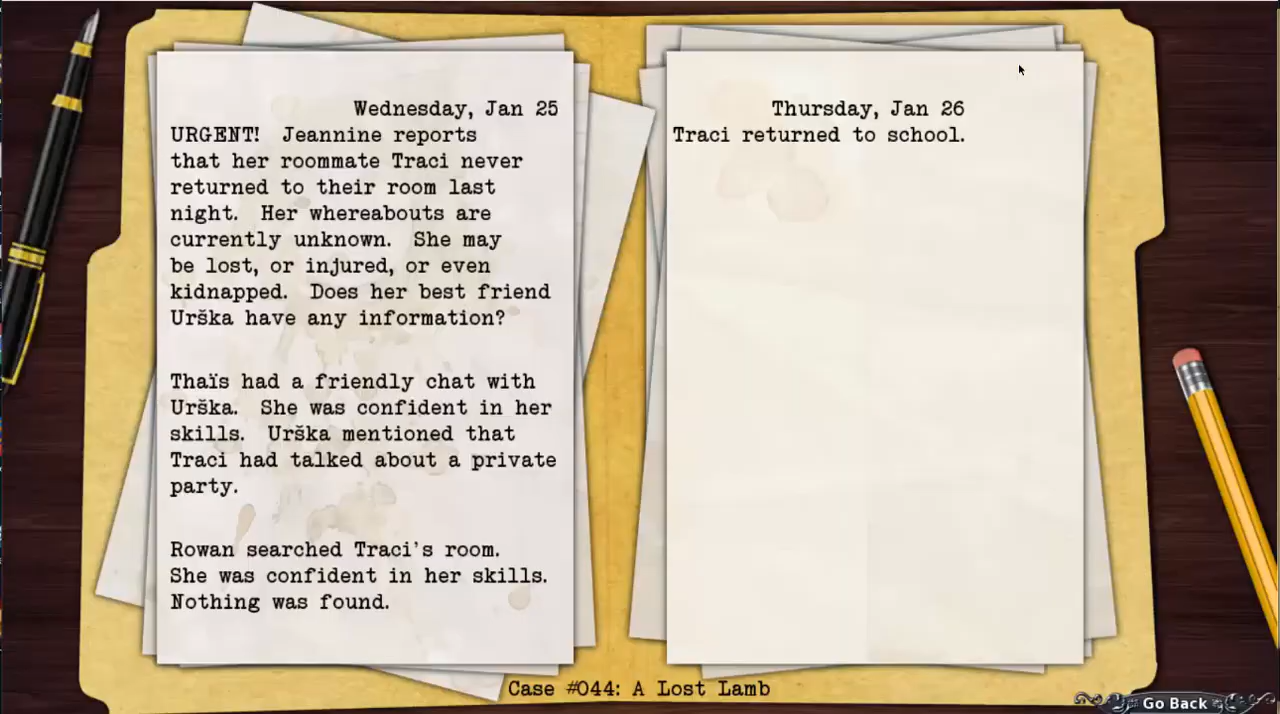 Wednesday, Jan 25
URGENT!  Jeannine reports
that her roommate Traci never
returned to their room last
night.  Her whereabouts are
currently unknown.  She may
be lost, or injured, or even
kidnapped.  Does her best friend
Urška have any information?
Thaïs had a friendly chat with
Urška.  She was confident in her
skills.  Urška mentioned that
Traci had talked about a private
party.
Rowan searched Traci's room.
She was confident in her skills.
Nothing was found.
Thursday, Jan 26
Traci returned to school.
Case #044: A Lost Lamb
Go Back